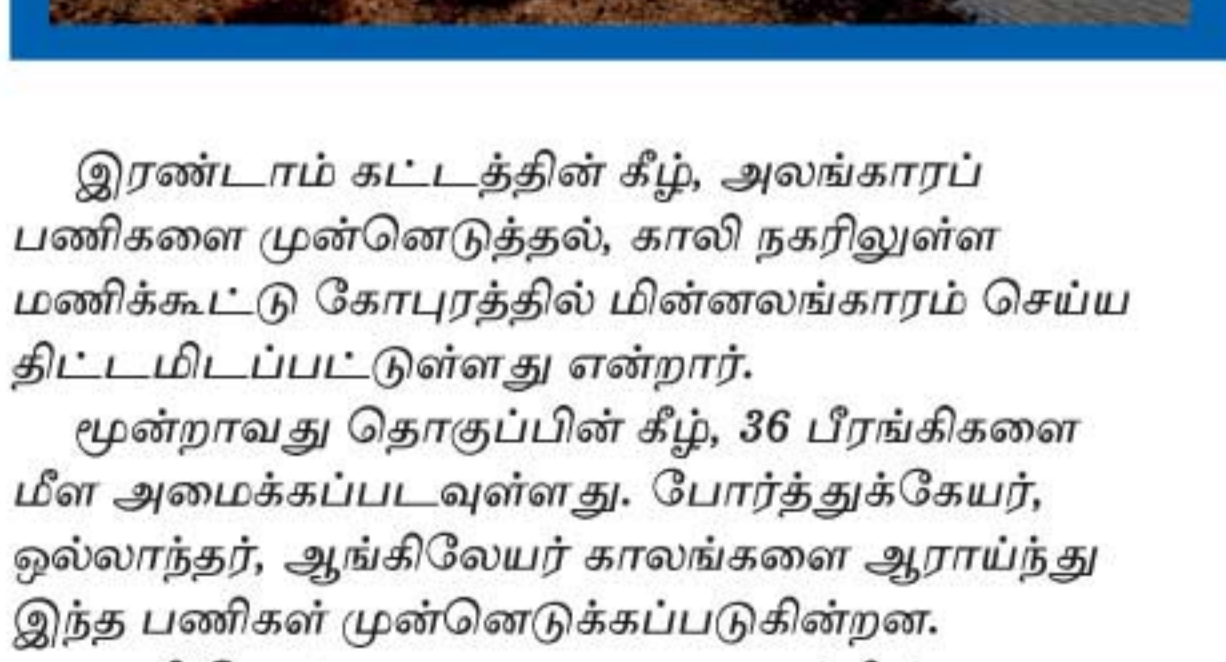 இரண்டாம் கட்டத்தின் கீழ், அலங்காரப்
பணிகளை முன்னெடுத்தல், காலி நகரிலுள்ள
மணிக்கூட்டு கோபுரத்தில் மின்னலங்காரம் செய்ய
திட்டமிடப்பட்டுள்ளது என்றார்.
மூன்றாவது தொகுப்பின் கீழ், 36 பீரங்கிகளை
மீள அமைக்கப்படவுள்ளது. போர்த்துக்கேயர்,
ஒல்லாந்தர், ஆங்கிலேயர் காலங்களை ஆராய்ந்து
இந்த பணிகள் முன்னெடுக்கப்படுகின்றன.